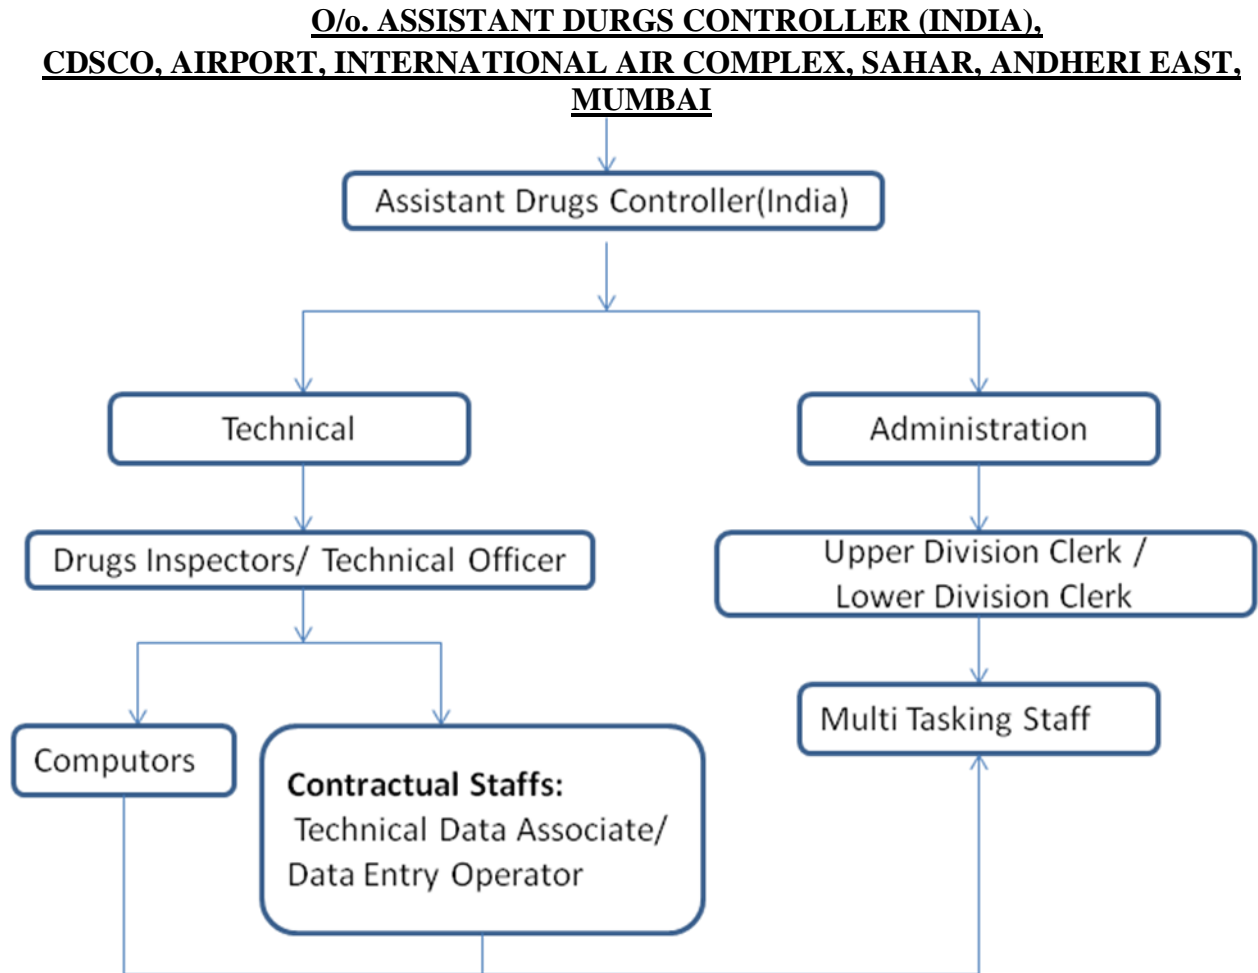 O/o. ASSISTANT DURGS CONTROLLER (INDIA),
CDSCO, AIRPORT, INTERNATIONAL AIR COMPLEX, SAHAR, ANDHERI EAST,
MUMBAI
Assistant Drugs Controller(India)
Technical
Administration
Drugs Inspectors/ Technical Officer
Upper Division Clerk /
Lower Division Clerk
Computors
Contractual Staffs:
Technical Data Associate/
Data Entry Operator
Multi Tasking Staff